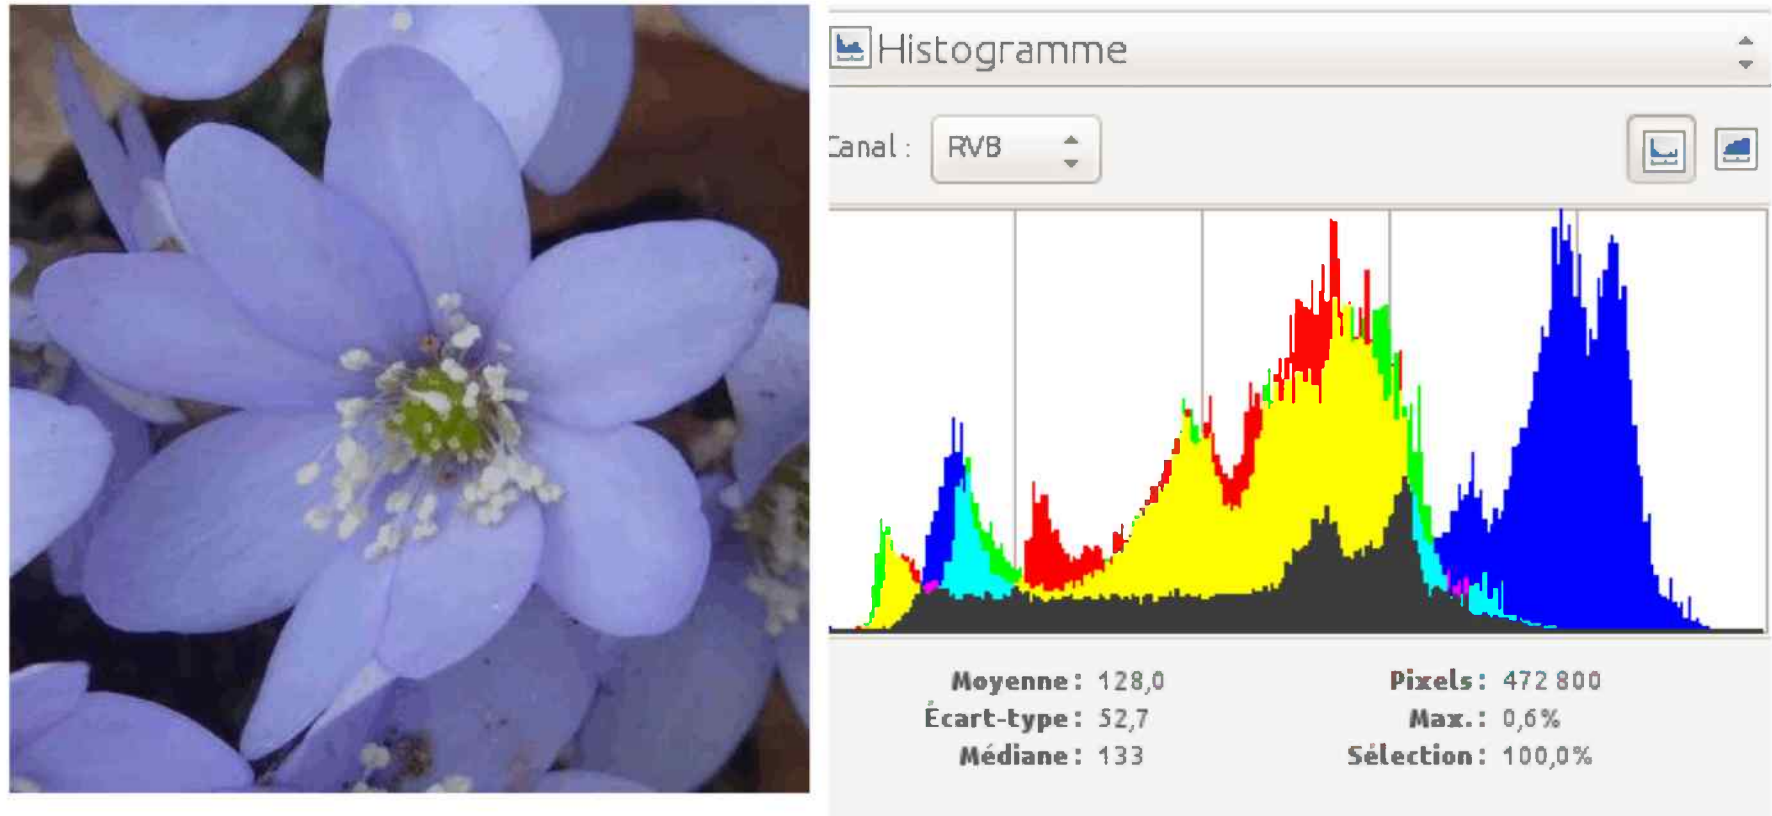 Histogramme
Canal : RVB
Moyenne : 128,0 Pixels : 472 800
Écart-type : 52,7 Max. : 0,6%
Médiane : 133 Sélection : 100,0%